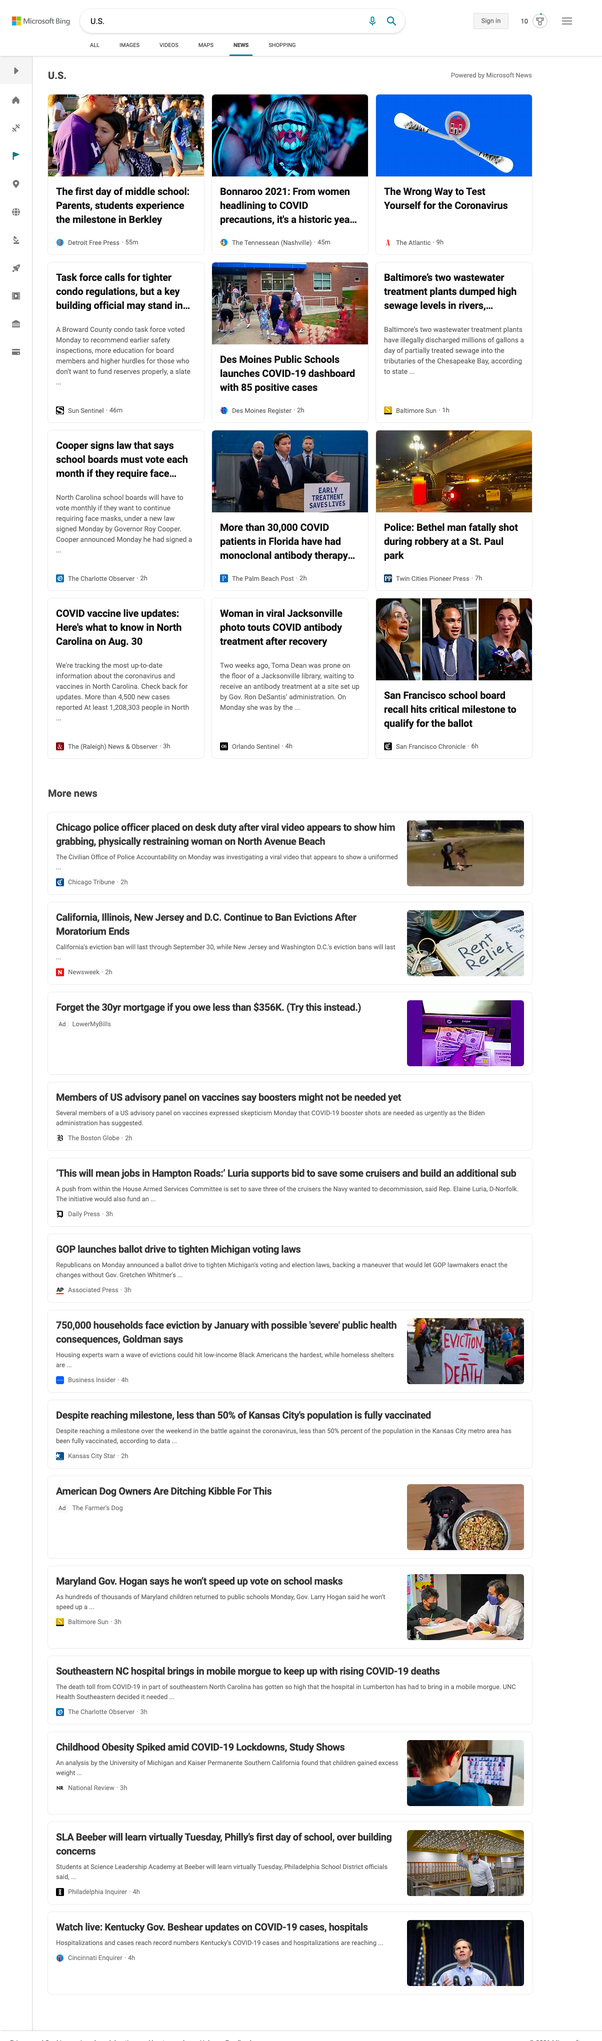 Microsoft Bing
U.S.
Sign in
10
ALL IMAGES VIDEOS MAPS NEWS SHOPPING
U.S.
Powered by Microsoft News
The first day of middle school:
Parents, students experience
the milestone in Berkley
Detroit Free Press · 55m
Bonnaroo 2021: From women
headlining to COVID
precautions, it's a historic yea...
The Tennessean (Nashville) · 45m
The Wrong Way to Test
Yourself for the Coronavirus
The Atlantic · 9h
Task force calls for tighter
condo regulations, but a key
building official may stand in...
A Broward County condo task force voted
Monday to recommend earlier safety
inspections, more education for board
members and higher hurdles for those who
don't want to fund reserves properly, a slate
...
Sun Sentinel · 46m
Des Moines Public Schools
launches COVID-19 dashboard
with 85 positive cases
Des Moines Register · 2h
Baltimore's two wastewater
treatment plants dumped high
sewage levels in rivers,...
Baltimore's two wastewater treatment plants
have illegally discharged millions of gallons a
day of partially treated sewage into the
tributaries of the Chesapeake Bay, according
to state ...
Baltimore Sun · 1h
Cooper signs law that says
school boards must vote each
month if they require face...
North Carolina school boards will have to
vote monthly if they want to continue
requiring face masks, under a new law
signed Monday by Governor Roy Cooper.
Cooper announced Monday he had signed a
...
The Charlotte Observer · 2h
EARLY
TREATMENT
SAVES LIVES
More than 30,000 COVID
patients in Florida have had
monoclonal antibody therapy...
The Palm Beach Post · 2h
Police: Bethel man fatally shot
during robbery at a St. Paul
park
Twin Cities Pioneer Press · 7h
COVID vaccine live updates:
Here's what to know in North
Carolina on Aug. 30
We're tracking the most up-to-date
information about the coronavirus and
vaccines in North Carolina. Check back for
updates. More than 4,500 new cases
reported At least 1,208,303 people in North
...
The (Raleigh) News & Observer · 3h
Woman in viral Jacksonville
photo touts COVID antibody
treatment after recovery
Two weeks ago, Toma Dean was prone on
the floor of a Jacksonville library, waiting to
receive an antibody treatment at a site set up
by Gov. Ron DeSantis' administration. On
Monday she was by the ...
Orlando Sentinel · 4h
San Francisco school board
recall hits critical milestone to
qualify for the ballot
San Francisco Chronicle · 6h
More news
Chicago police officer placed on desk duty after viral video appears to show him
grabbing, physically restraining woman on North Avenue Beach
The Civilian Office of Police Accountability on Monday was investigating a viral video that appears to show a uniformed
...
Chicago Tribune · 2h
California, Illinois, New Jersey and D.C. Continue to Ban Evictions After
Moratorium Ends
California's eviction ban will last through September 30, while New Jersey and Washington D.C.'s eviction bans will last
...
Newsweek · 2h
Rent
Relief
Forget the 30yr mortgage if you owe less than $356K. (Try this instead.)
Ad LowerMyBills
Members of US advisory panel on vaccines say boosters might not be needed yet
Several members of a US advisory panel on vaccines expressed skepticism Monday that COVID-19 booster shots are needed as urgently as the Biden
administration has suggested.
The Boston Globe · 2h
'This will mean jobs in Hampton Roads:' Luria supports bid to save some cruisers and build an additional sub
A push from within the House Armed Services Committee is set to save three of the cruisers the Navy wanted to decommission, said Rep. Elaine Luria, D-Norfolk.
The initiative would also fund an ...
Daily Press · 3h
GOP launches ballot drive to tighten Michigan voting laws
Republicans on Monday announced a ballot drive to tighten Michigan's voting and election laws, backing a maneuver that would let GOP lawmakers enact the
changes without Gov. Gretchen Whitmer's ...
Associated Press · 3h
750,000 households face eviction by January with possible 'severe' public health
consequences, Goldman says
Housing experts warn a wave of evictions could hit low-income Black Americans the hardest, while homeless shelters
are ...
Business Insider · 4h
EVICTION
=
DEATH
Despite reaching milestone, less than 50% of Kansas City's population is fully vaccinated
Despite reaching a milestone over the weekend in the battle against the coronavirus, less than 50% percent of the population in the Kansas City metro area has
been fully vaccinated, according to data ...
Kansas City Star · 2h
American Dog Owners Are Ditching Kibble For This
Ad The Farmer's Dog
Maryland Gov. Hogan says he won't speed up vote on school masks
As hundreds of thousands of Maryland children returned to public schools Monday, Gov. Larry Hogan said he won't
speed up a ...
Baltimore Sun · 3h
Southeastern NC hospital brings in mobile morgue to keep up with rising COVID-19 deaths
The death toll from COVID-19 in part of southeastern North Carolina has gotten so high that the hospital in Lumberton has had to bring in a mobile morgue. UNC
Health Southeastern decided it needed ...
The Charlotte Observer · 3h
Childhood Obesity Spiked amid COVID-19 Lockdowns, Study Shows
An analysis by the University of Michigan and Kaiser Permanente Southern California found that children gained excess
weight ...
National Review · 3h
SLA Beeber will learn virtually Tuesday, Philly's first day of school, over building
concerns
Students at Science Leadership Academy at Beeber will learn virtually Tuesday, Philadelphia School District officials
said,...
Philadelphia Inquirer · 4h
Watch live: Kentucky Gov. Beshear updates on COVID-19 cases, hospitals
Hospitalizations and cases reach record numbers Kentucky's COVID-19 cases and hospitalizations are reaching ...
Cincinnati Enquirer · 4h